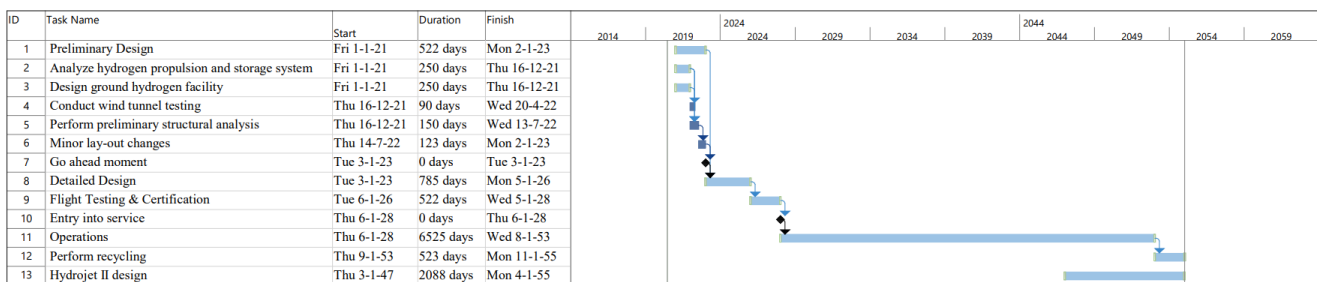 ID Task Name Start Duration Finish
2024 2044
2014 2019 2024 2029 2034 2039 2044 2049 2054 2059
1 Preliminary Design Fri 1-1-21 522 days Mon 2-1-23
2 Analyze hydrogen propulsion and storage system Fri 1-1-21 250 days Thu 16-12-21
3 Design ground hydrogen facility Fri 1-1-21 250 days Thu 16-12-21
4 Conduct wind tunnel testing Thu 16-12-21 90 days Wed 20-4-22
5 Perform preliminary structural analysis Thu 16-12-21 150 days Wed 13-7-22
6 Minor lay-out changes Thu 14-7-22 123 days Mon 2-1-23
7 Go ahead moment Tue 3-1-23 0 days Tue 3-1-23
8 Detailed Design Tue 3-1-23 785 days Mon 5-1-26
9 Flight Testing & Certification Tue 6-1-26 522 days Wed 5-1-28
10 Entry into service Thu 6-1-28 0 days Thu 6-1-28
11 Operations Thu 6-1-28 6525 days Wed 8-1-53
12 Perform recycling Thu 9-1-53 523 days Mon 11-1-55
13 Hydrojet II design Thu 3-1-47 2088 days Mon 4-1-55